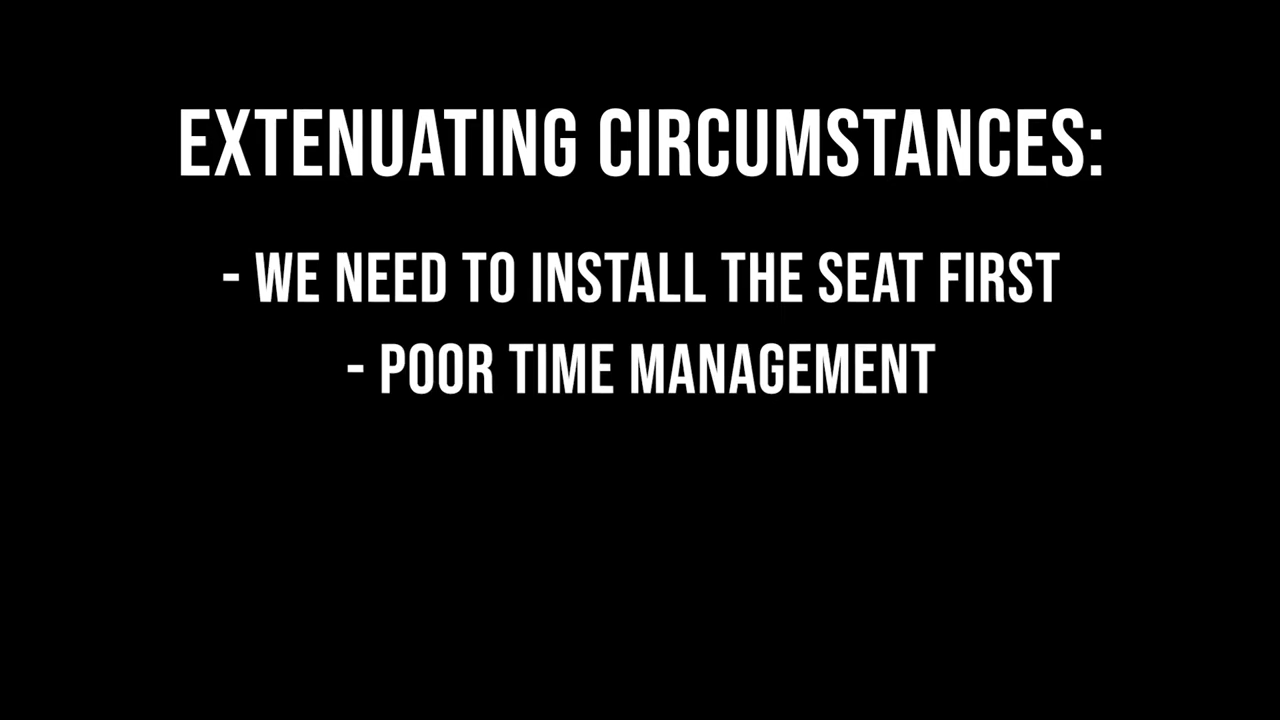 EXTENUATING CIRCUMSTANCES:
- WE NEED TO INSTALL THE SEAT FIRST
- POOR TIME MANAGEMENT